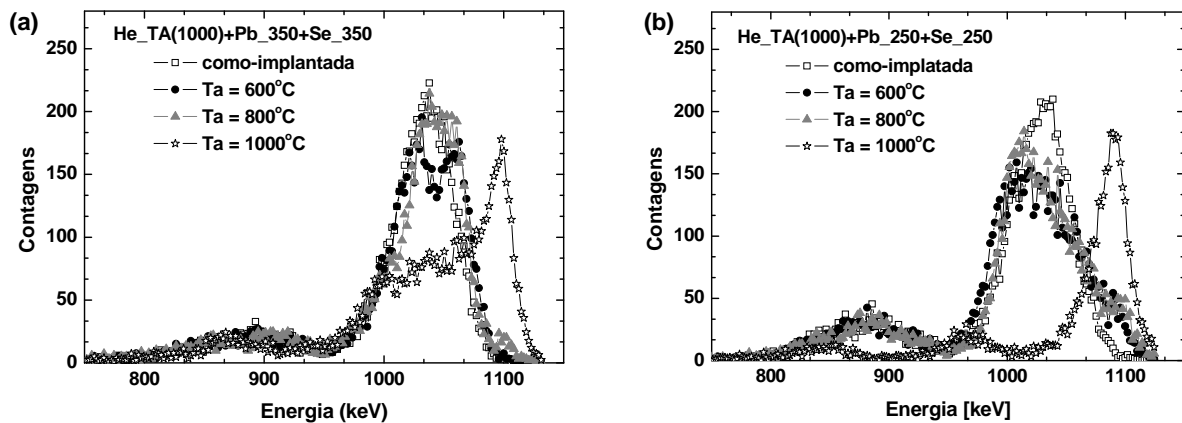 (a)
He_TA(1000)+Pb_350+Se_350
como-implantada
Ta = 600°C
Ta = 800°C
Ta = 1000°C
Contagens
250
200
150
100
50
0
800
900
1000
1100
Energia (keV)
(b)
He_TA(1000)+Pb_250+Se_250
como-implatada
Ta = 600°C
Ta = 800°C
Ta = 1000°C
Contagens
250
200
150
100
50
0
800
900
1000
1100
Energia [keV]